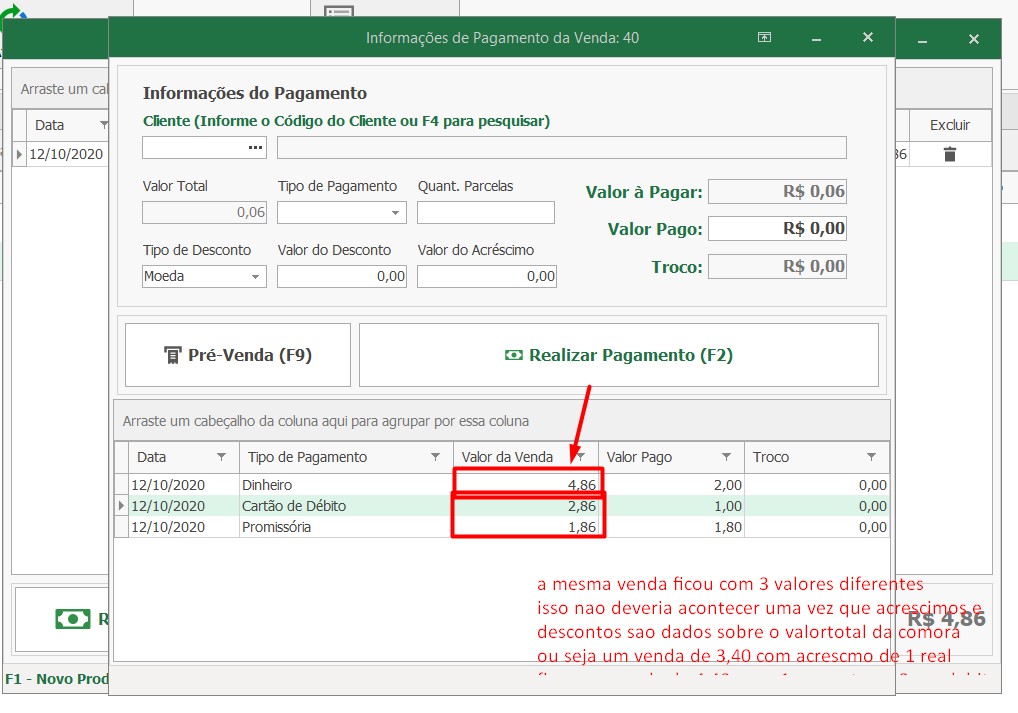 Informações de Pagamento da Venda: 40
Arraste um cal
Data
Excluir
12/10/2020
86
Informações do Pagamento
Cliente (Informe o Código do Cliente ou F4 para pesquisar)
Valor Total
Tipo de Pagamento
Quant. Parcelas
Valor à Pagar:
R$ 0,06
0,06
Valor Pago:
R$ 0,00
Tipo de Desconto
Valor do Desconto
Valor do Acréscimo
Troco:
R$ 0,00
Moeda
0,00
0,00
Pré-Venda (F9)
Realizar Pagamento (F2)
Arraste um cabeçalho da coluna aqui para agrupar por essa coluna
Data Tipo de Pagamento Valor da Venda Valor Pago Troco
12/10/2020 Dinheiro 4,86 2,00 0,00
12/10/2020 Cartão de Débito 2,86 1,00 0,00
12/10/2020 Promissória 1,86 1,80 0,00
a mesma venda ficou com 3 valores diferentes
isso nao deveria acontecer uma vez que acrescimos e
descontos sao dados sobre o valortotal da comora
ou seja um venda de 3,40 com acrescmo de 1 real
R
R$ 4,86
F1 - Novo Prod